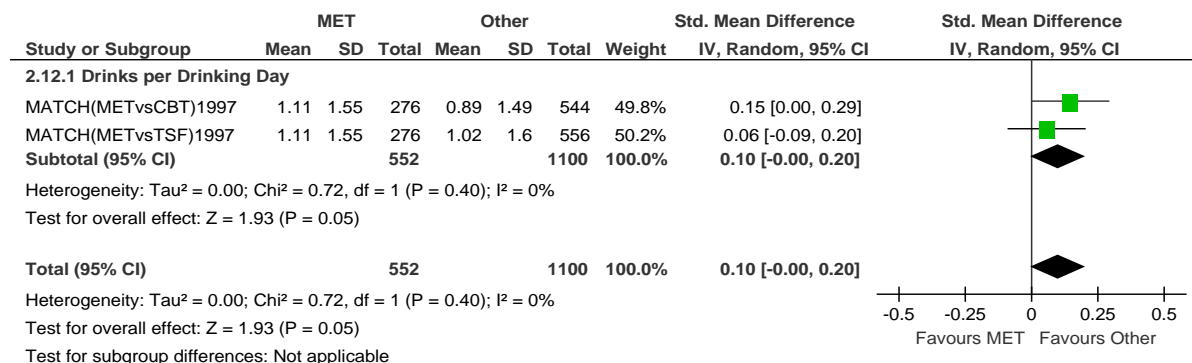 MET Other Std. Mean Difference Std. Mean Difference
Study or Subgroup Mean SD Total Mean SD Total Weight IV, Random, 95% CI IV, Random, 95% CI
2.12.1 Drinks per Drinking Day
MATCH(METvsCBT)1997 1.11 1.55 276 0.89 1.49 544 49.8% 0.15 [0.00, 0.29]
MATCH(METvsTSF)1997 1.11 1.55 276 1.02 1.6 556 50.2% 0.06 [-0.09, 0.20]
Subtotal (95% CI) 552 1100 100.0% 0.10 [-0.00, 0.20]
Heterogeneity: Tau² = 0.00; Chi² = 0.72, df = 1 (P = 0.40); I² = 0%
Test for overall effect: Z = 1.93 (P = 0.05)
Total (95% CI) 552 1100 100.0% 0.10 [-0.00, 0.20]
Heterogeneity: Tau² = 0.00; Chi² = 0.72, df = 1 (P = 0.40); I² = 0%
Test for overall effect: Z = 1.93 (P = 0.05)
Test for subgroup differences: Not applicable
-0.5 -0.25 0 0.25 0.5
Favours MET Favours Other